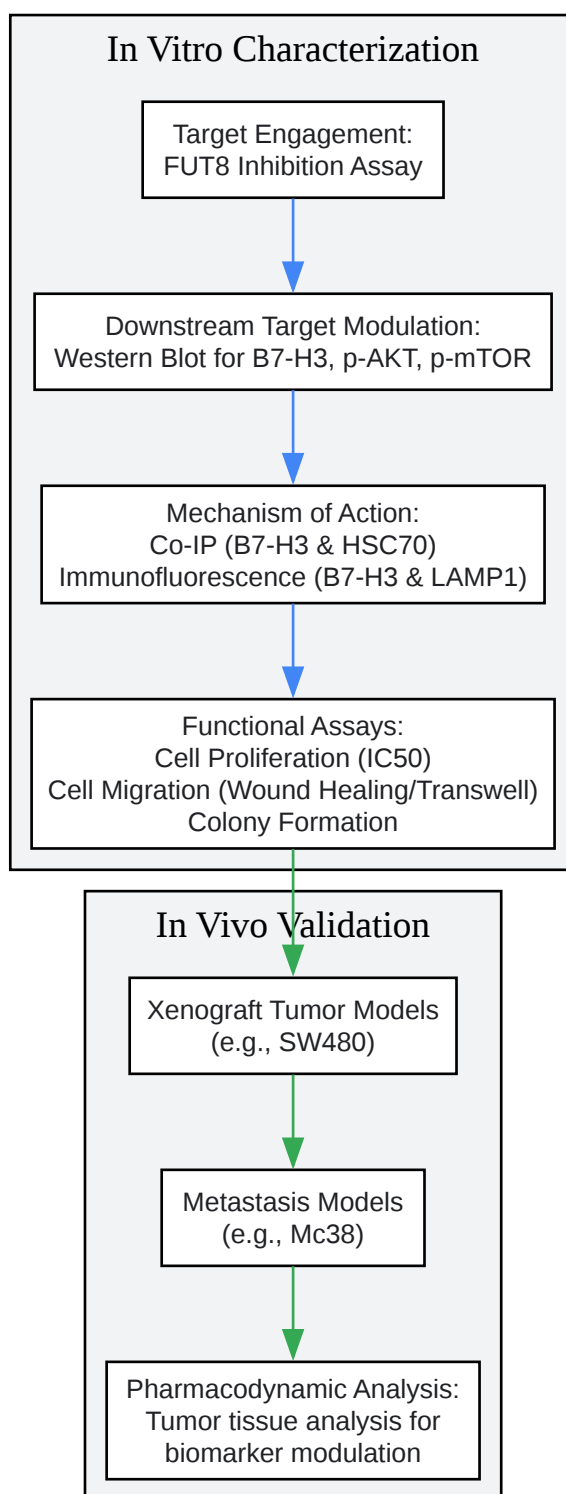 In Vitro Characterization
Target Engagement:
FUT8 Inhibition Assay
Downstream Target Modulation:
Western Blot for B7-H3, p-AKT, p-mTOR
Mechanism of Action:
Co-IP (B7-H3 & HSC70)
Immunofluorescence (B7-H3 & LAMP1)
Functional Assays:
Cell Proliferation (IC50)
Cell Migration (Wound Healing/Transwell)
Colony Formation
In Vivo Validation
Xenograft Tumor Models
(e.g., SW480)
Metastasis Models
(e.g., Mc38)
Pharmacodynamic Analysis:
Tumor tissue analysis for
biomarker modulation